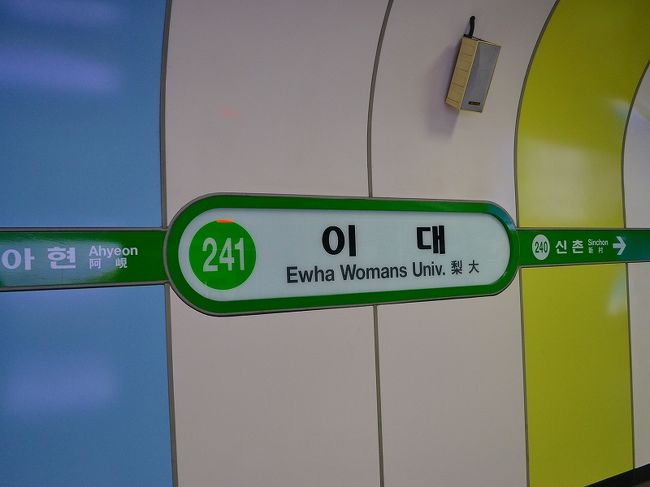 아 현 Ahyeon
阿 峴
241
이 대
Ewha Womans Univ. 梨 大
240 신 촌 Sinchon
新 村